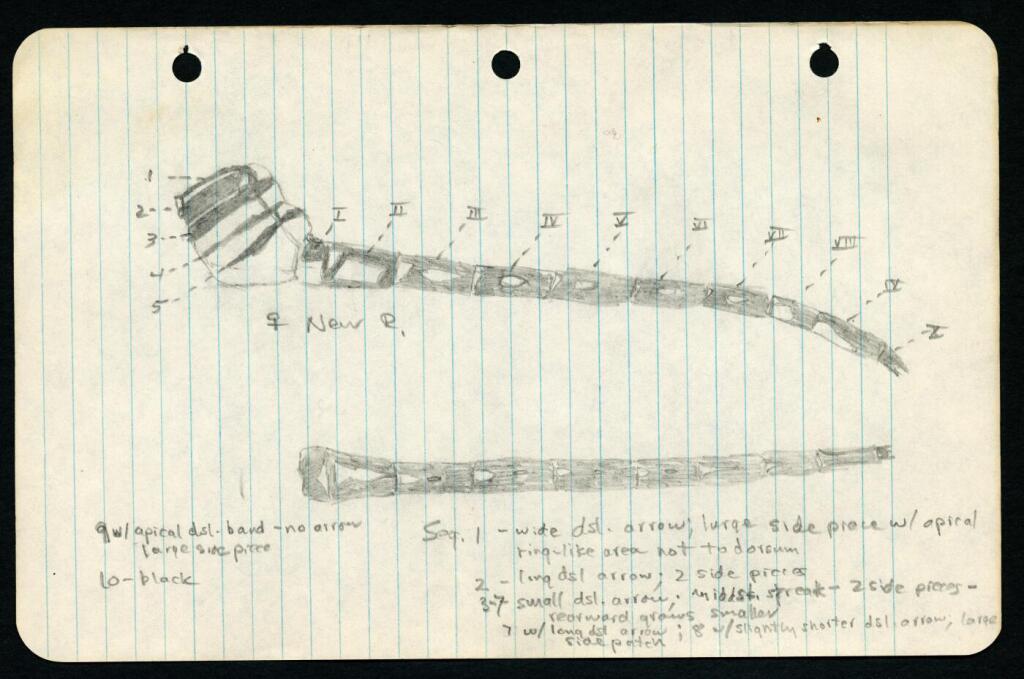 1
2
3
4
5
I
II
III
IV
V
VI
VII
VIII
IX
X
♀ New R.
9 w/ apical dsl. band - no arrow
large side piece
10 - black
Seg. 1 - wide dsl. arrow; large side piece w/ apical
ring-like area not to dorsum
2 - long dsl arrow; 2 side pieces
3-7 small dsl. arrow; middsl. streak - 2 side pieces -
rearward grows smaller
7 w/ long dsl arrow; 8 w/ slightly shorter dsl. arrow; large
side patch